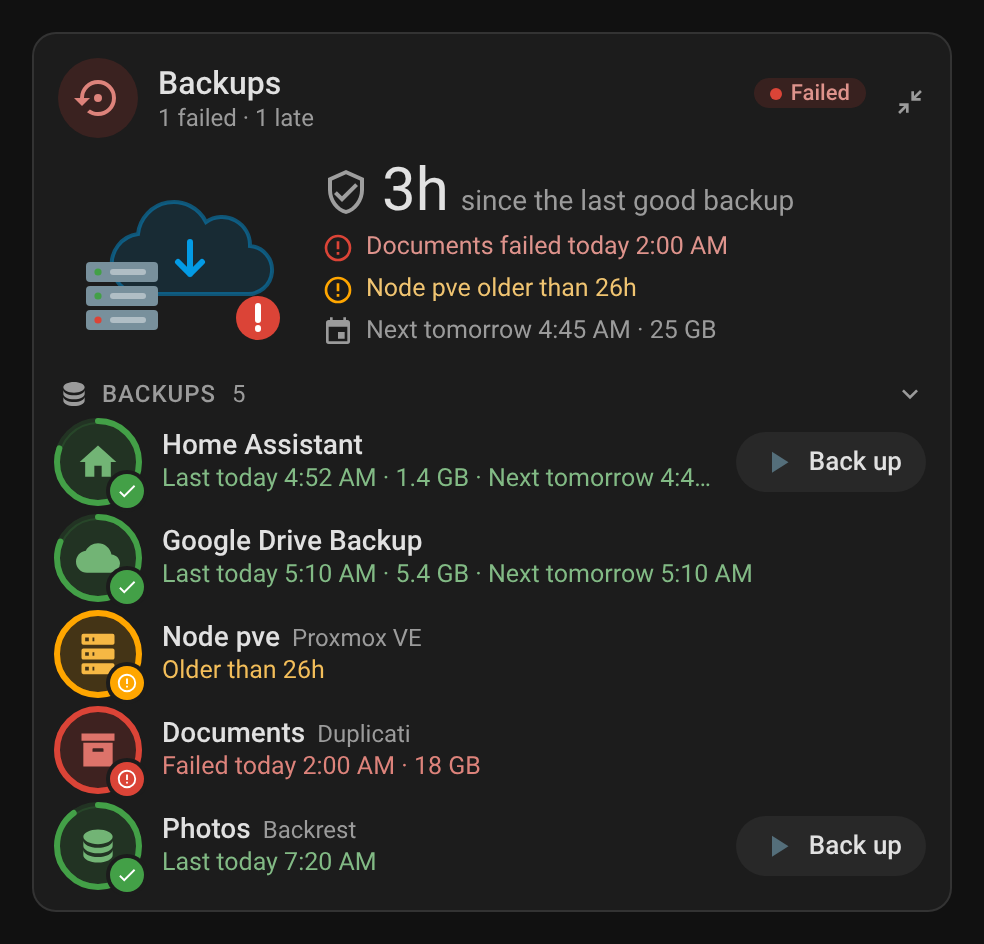 Backups
1 failed · 1 late
Failed
3h since the last good backup
Documents failed today 2:00 AM
Node pve older than 26h
Next tomorrow 4:45 AM · 25 GB
BACKUPS 5
Home Assistant
Last today 4:52 AM · 1.4 GB · Next tomorrow 4:4…
Back up
Google Drive Backup
Last today 5:10 AM · 5.4 GB · Next tomorrow 5:10 AM
Node pve Proxmox VE
Older than 26h
Documents Duplicati
Failed today 2:00 AM · 18 GB
Photos Backrest
Last today 7:20 AM
Back up